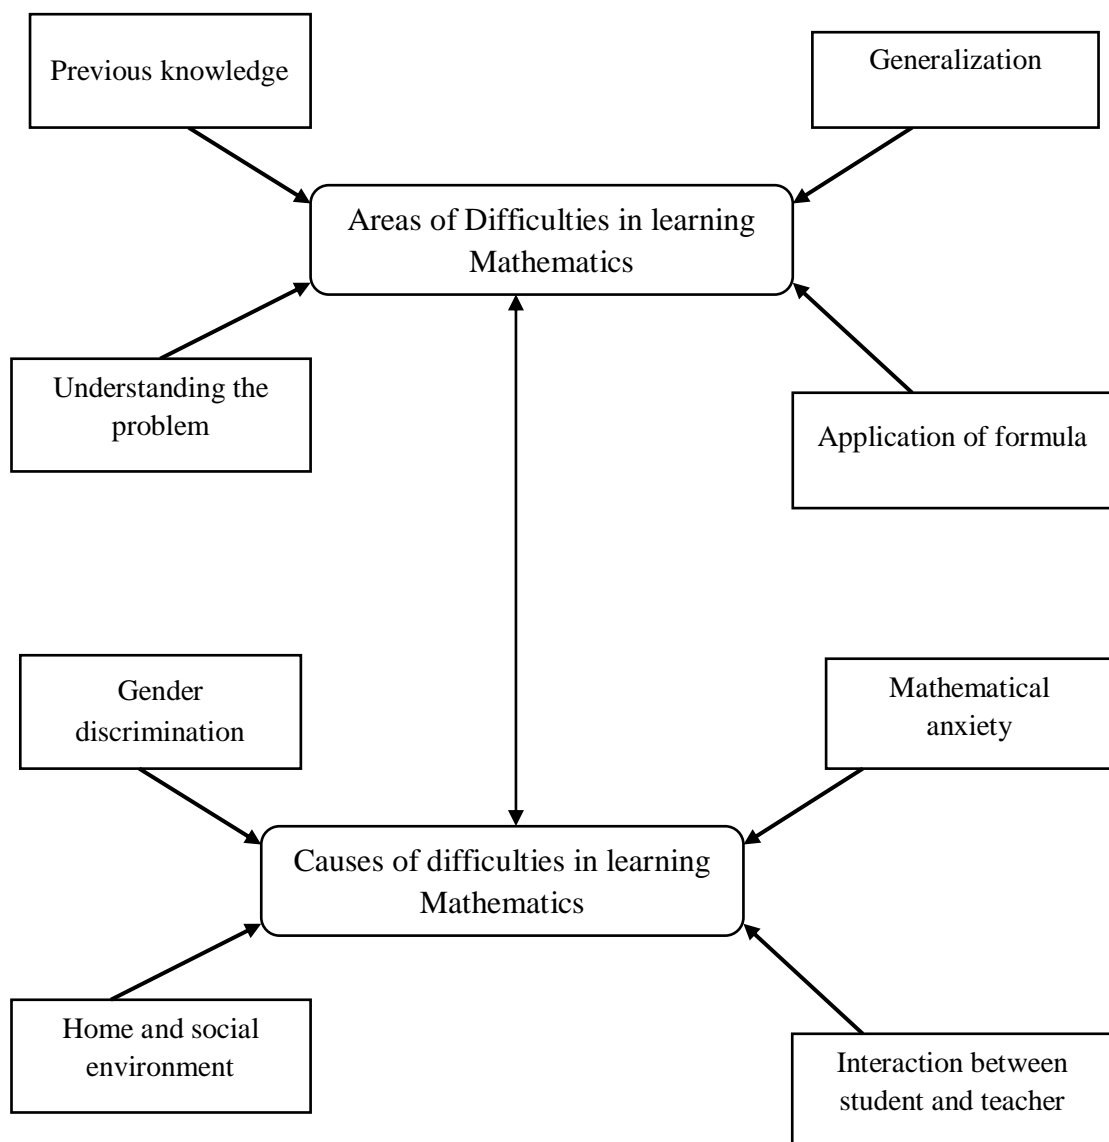 Previous knowledge
Generalization
Areas of Difficulties in learning
Mathematics
Understanding the
problem
Application of formula
Gender
discrimination
Mathematical
anxiety
Causes of difficulties in learning
Mathematics
Home and social
environment
Interaction between
student and teacher